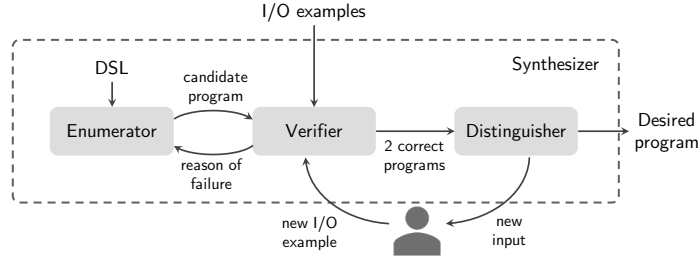 I/O examples
Synthesizer
DSL
candidate
program
Enumerator
Verifier
Distinguisher
Desired
program
2 correct
programs
reason of
failure
new I/O
example
new
input